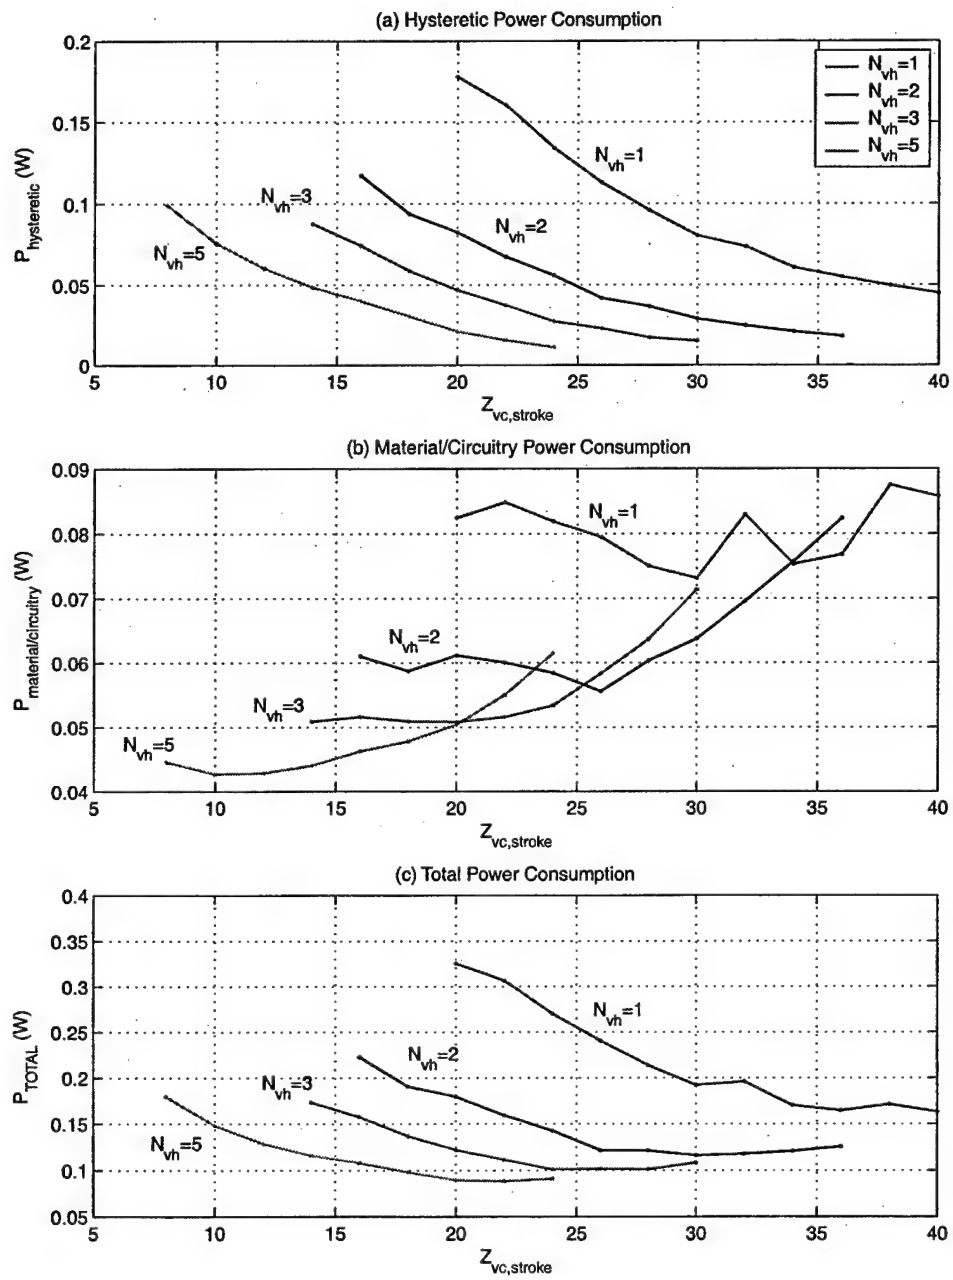 (a) Hysteretic Power Consumption
0.2
0.15
0.1
0.05
0
P_hysteretic (W)
N_vh=1
N_vh=2
N_vh=3
N_vh=5
N_vh=1
N_vh=3
N_vh=2
N_vh=5
5 10 15 20 25 30 35 40
Z_vc,stroke
(b) Material/Circuitry Power Consumption
0.09
0.08
0.07
0.06
0.05
0.04
P_material/circuitry (W)
N_vh=1
N_vh=2
N_vh=3
N_vh=5
5 10 15 20 25 30 35 40
Z_vc,stroke
(c) Total Power Consumption
0.4
0.35
0.3
0.25
0.2
0.15
0.1
0.05
P_TOTAL (W)
N_vh=1
N_vh=2
N_vh=3
N_vh=5
5 10 15 20 25 30 35 40
Z_vc,stroke